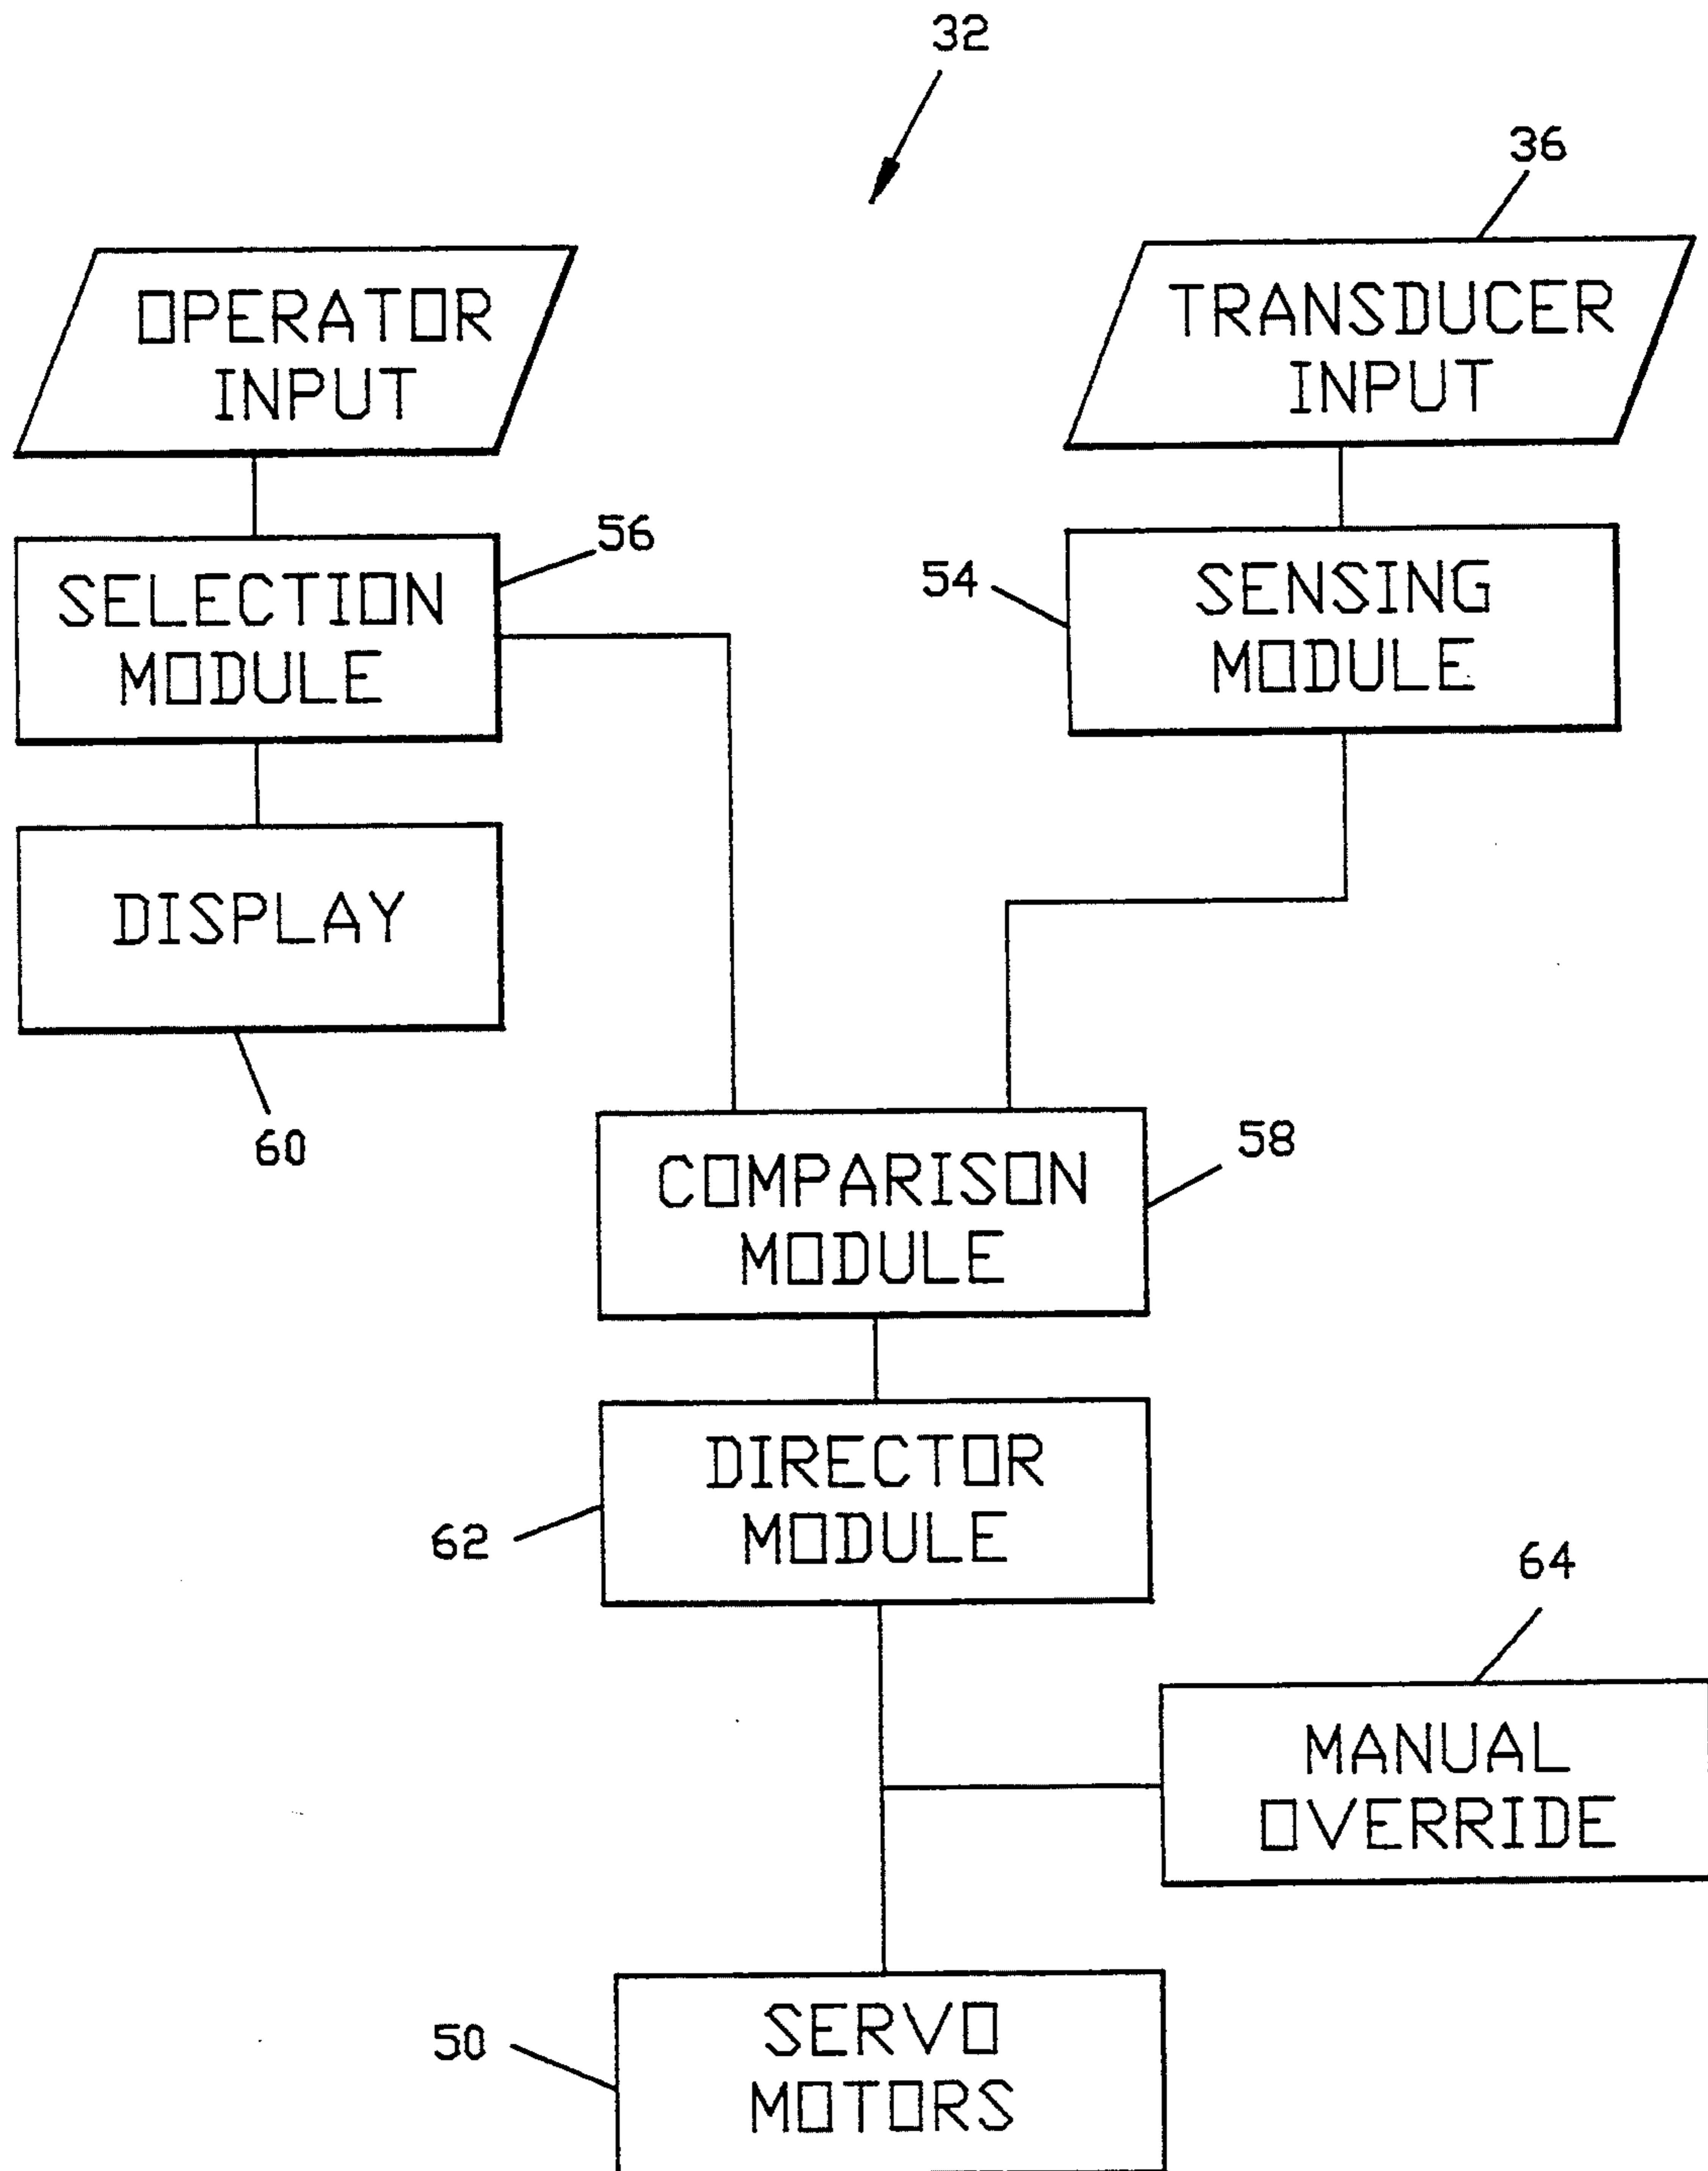 32
36
OPERATOR
INPUT
TRANSDUCER
INPUT
56
SELECTION
MODULE
54
SENSING
MODULE
DISPLAY
60
58
COMPARISON
MODULE
DIRECTOR
MODULE
62
64
MANUAL
OVERRIDE
50
SERVO
MOTORS